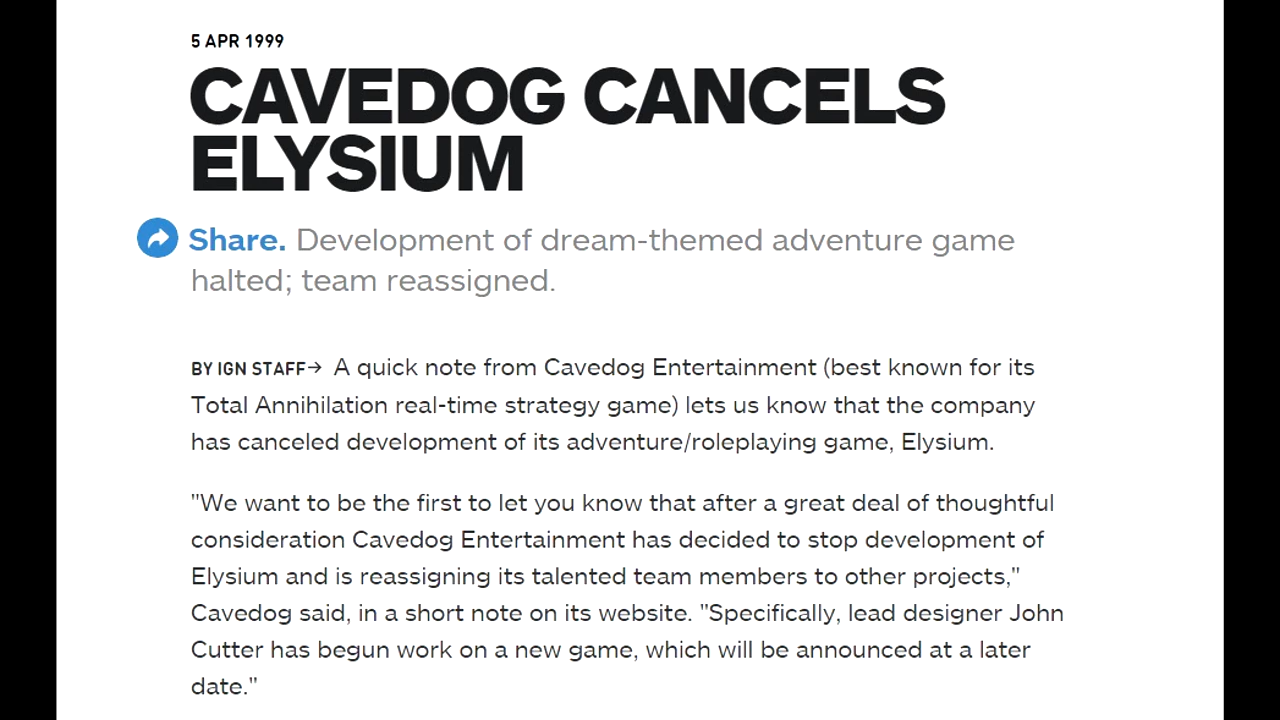 5 APR 1999
CAVEDOG CANCELS
ELYSIUM
Share. Development of dream-themed adventure game
halted; team reassigned.
BY IGN STAFF→ A quick note from Cavedog Entertainment (best known for its
Total Annihilation real-time strategy game) lets us know that the company
has canceled development of its adventure/roleplaying game, Elysium.
"We want to be the first to let you know that after a great deal of thoughtful
consideration Cavedog Entertainment has decided to stop development of
Elysium and is reassigning its talented team members to other projects,"
Cavedog said, in a short note on its website. "Specifically, lead designer John
Cutter has begun work on a new game, which will be announced at a later
date."